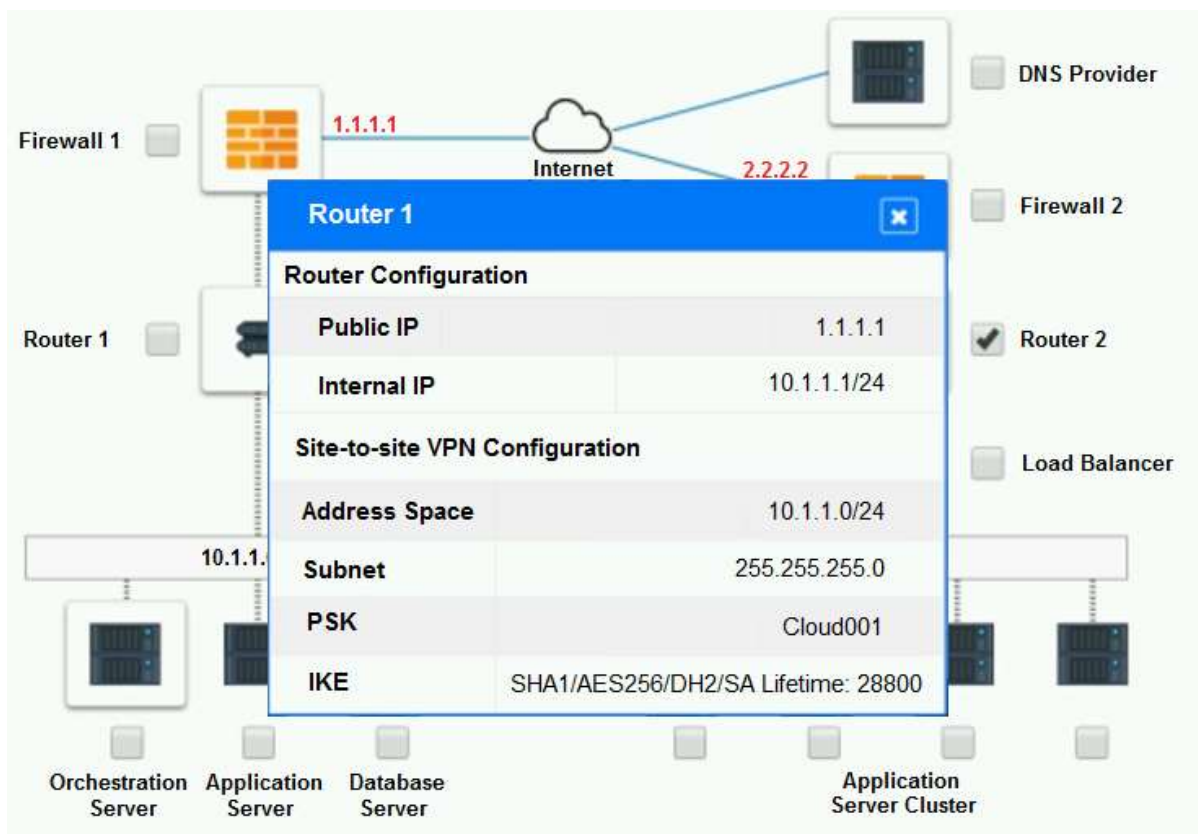 DNS Provider
Firewall 1
1.1.1.1
Internet
2.2.2.2
Firewall 2
Router 1
Router Configuration
Public IP 1.1.1.1
Internal IP 10.1.1.1/24
Router 1
Router 2
Site-to-site VPN Configuration
Load Balancer
Address Space 10.1.1.0/24
10.1.1.
Subnet 255.255.255.0
PSK Cloud001
IKE SHA1/AES256/DH2/SA Lifetime: 28800
Orchestration
Server
Application
Server
Database
Server
Application
Server Cluster